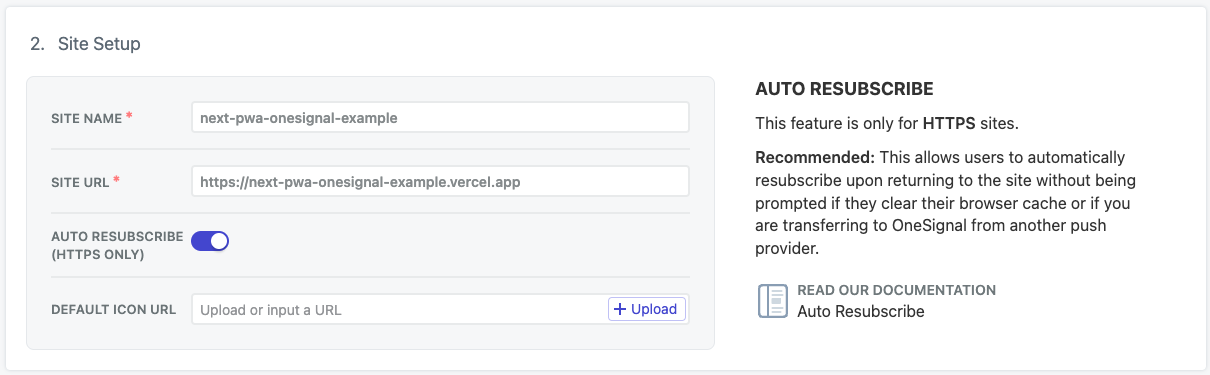 2. Site Setup
SITE NAME *
next-pwa-onesignal-example
SITE URL *
https://next-pwa-onesignal-example.vercel.app
AUTO RESUBSCRIBE
(HTTPS ONLY)
DEFAULT ICON URL
Upload or input a URL
+ Upload
AUTO RESUBSCRIBE
This feature is only for HTTPS sites.
Recommended: This allows users to automatically
resubscribe upon returning to the site without being
prompted if they clear their browser cache or if you
are transferring to OneSignal from another push
provider.
READ OUR DOCUMENTATION
Auto Resubscribe